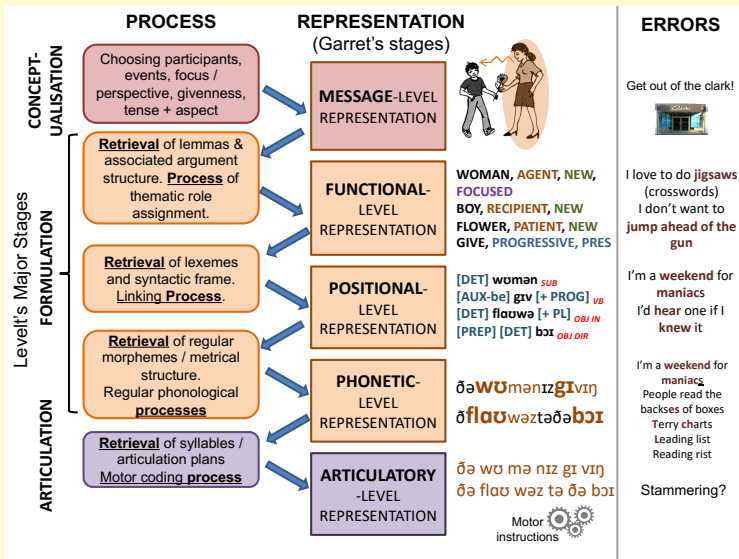 PROCESS
REPRESENTATION
(Garret's stages)
ERRORS
Levelt's Major Stages
CONCEPT-
UALISATION
FORMULATION
ARTICULATION
Choosing participants,
events, focus /
perspective, givenness,
tense + aspect
MESSAGE-LEVEL
REPRESENTATION
Get out of the clark!
Clarks
Retrieval of lemmas &
associated argument
structure. Process of
thematic role
assignment.
FUNCTIONAL-
LEVEL
REPRESENTATION
WOMAN, AGENT, NEW,
FOCUSED
BOY, RECIPIENT, NEW
FLOWER, PATIENT, NEW
GIVE, PROGRESSIVE, PRES
I love to do jigsaws
(crosswords)
I don't want to
jump ahead of the
gun
Retrieval of lexemes
and syntactic frame.
Linking Process.
POSITIONAL-
LEVEL
REPRESENTATION
[DET] wʊmən SUB
[AUX-be] gɪv [+ PROG] VB
[DET] flaʊwə [+ PL] OBJ IN
[PREP] [DET] bɔɪ OBJ DIR
I'm a weekend for
maniacs
I'd hear one if I
knew it
Retrieval of regular
morphemes / metrical
structure.
Regular phonological
processes
PHONETIC-
LEVEL
REPRESENTATION
ðəwʊmənɪzgɪvɪŋ
ðflaʊwəztəðəbɔɪ
I'm a weekend for
maniacs
People read the
backses of boxes
Terry charts
Leading list
Reading rist
Retrieval of syllables /
articulation plans
Motor coding process
ARTICULATORY
-LEVEL
REPRESENTATION
ðə wʊ mə nɪz gɪ vɪŋ
ðə flaʊ wəz tə ðə bɔɪ
Motor
instructions
Stammering?